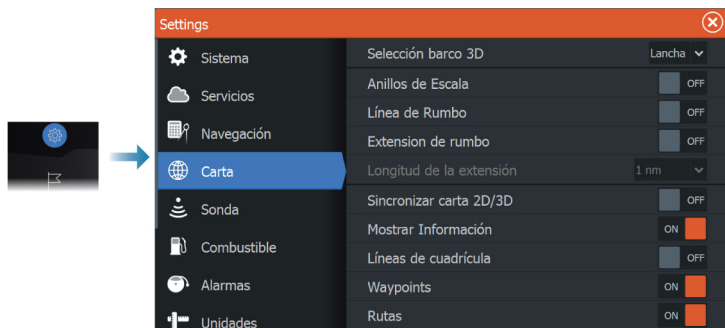 Settings
Sistema
Servicios
Navegación
Carta
Sonda
Combustible
Alarmas
Unidades
Selección barco 3D Lancha
Anillos de Escala OFF
Línea de Rumbo OFF
Extension de rumbo OFF
Longitud de la extensión 1 nm
Sincronizar carta 2D/3D OFF
Mostrar Información ON
Líneas de cuadrícula OFF
Waypoints ON
Rutas ON